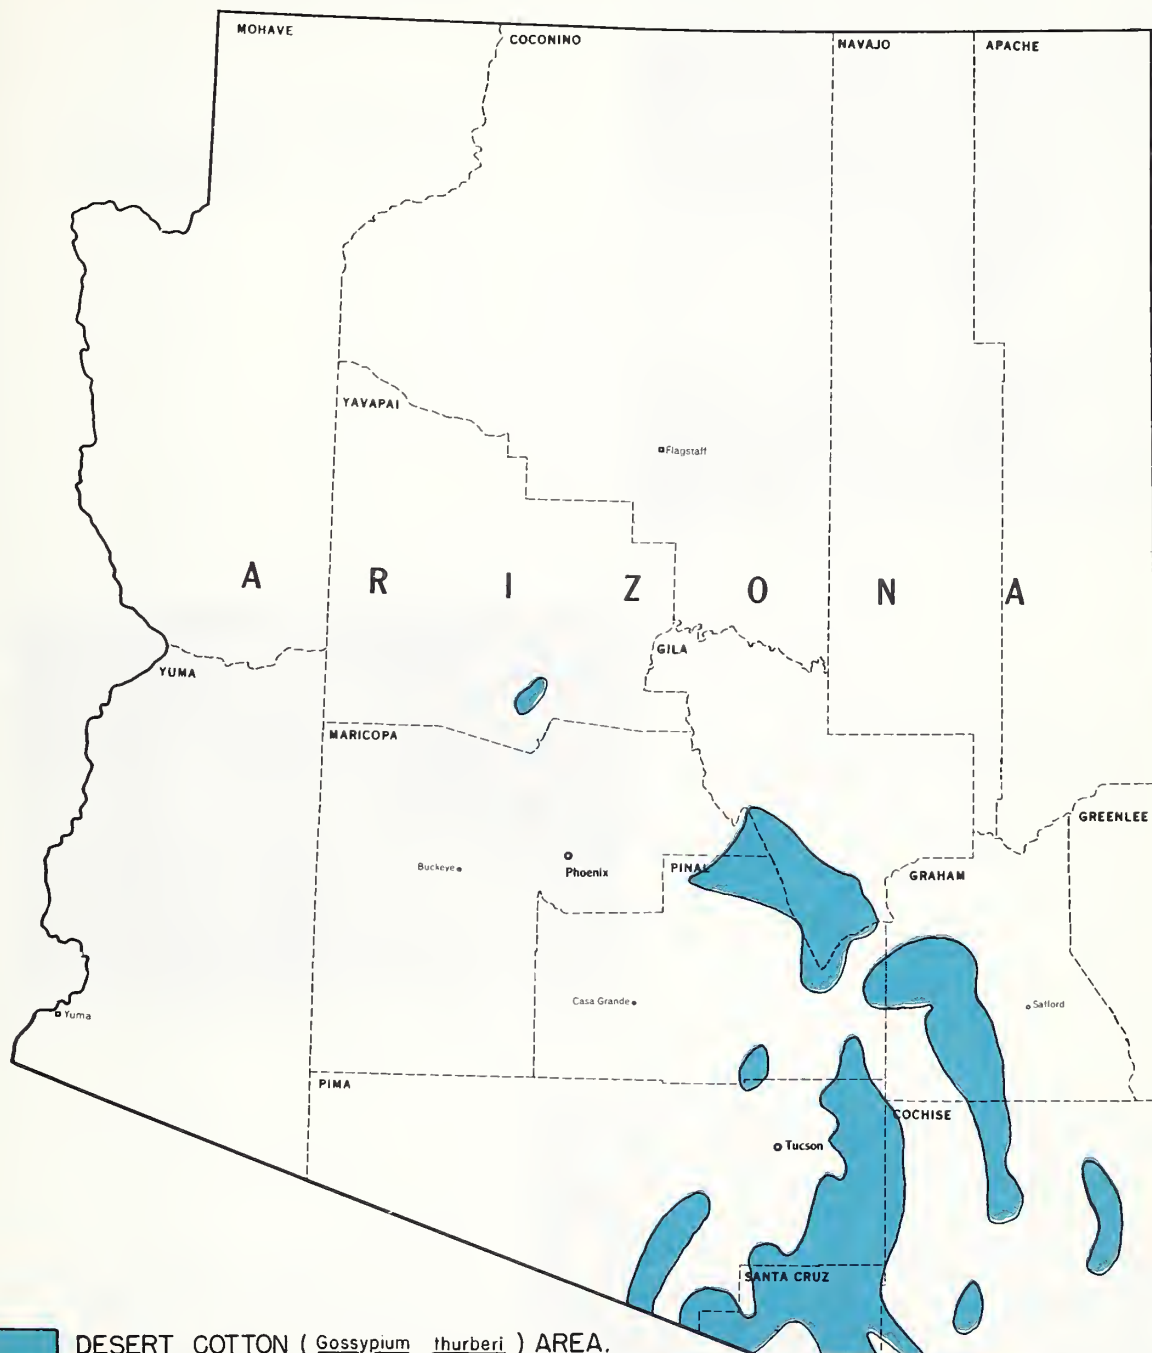 MOHAVE
COCONINO
NAVAJO
APACHE
YAVAPAI
Flagstaff
A R I Z O N A
GILA
YUMA
MARICOPA
GREENLEE
Buckeye
Phoenix
PINAL
GRAHAM
Casa Grande
Safford
Yuma
PIMA
COCHISE
Tucson
SANTA CRUZ
DESERT COTTON (Gossypium thurberi) AREA.